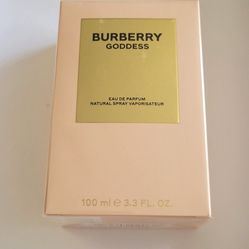 BURBERRY
GODDESS
EAU DE PARFUM
NATURAL SPRAY VAPORISATEUR
100 ml ℮ 3.3 FL. OZ.